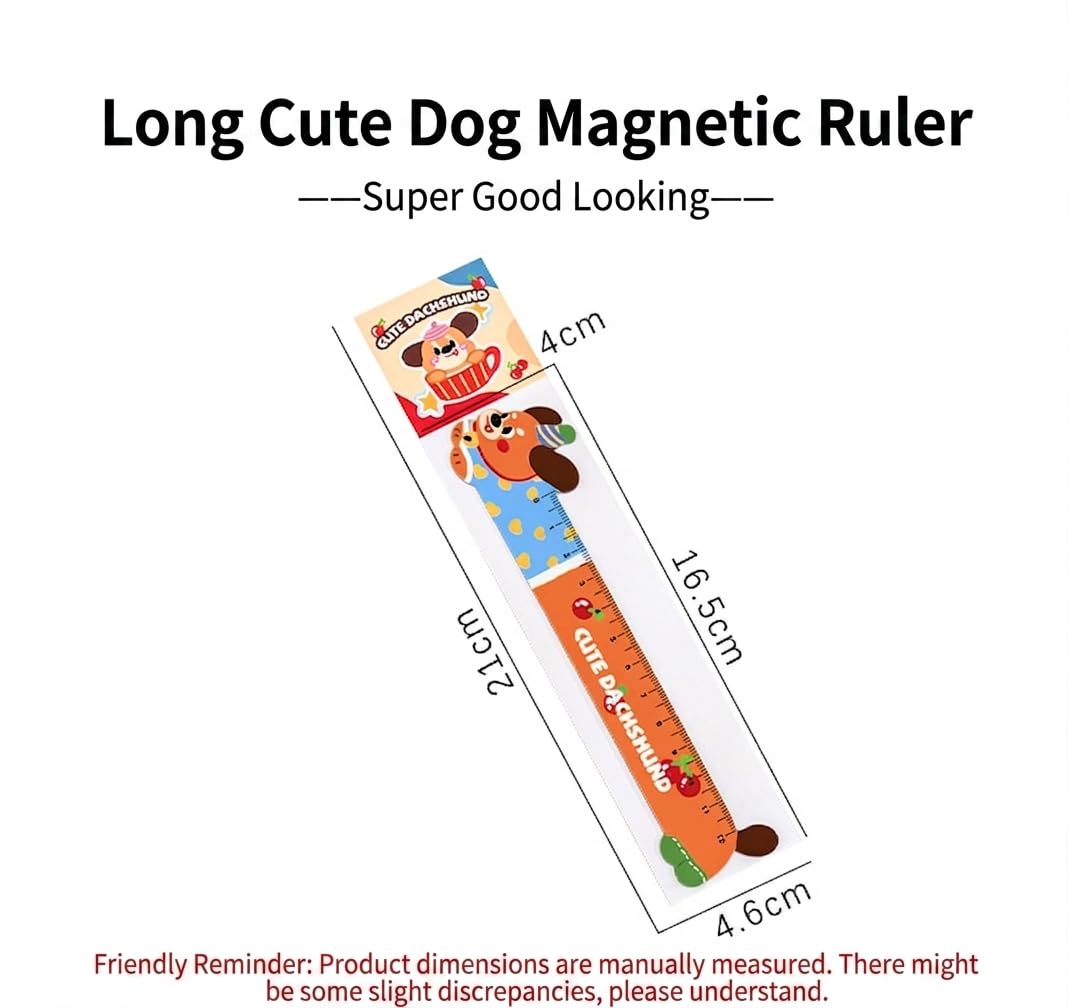 Long Cute Dog Magnetic Ruler
——Super Good Looking——
CUTE DACHSHUND
4cm
16.5cm
21cm
CUTE DACHSHUND
4.6cm
Friendly Reminder: Product dimensions are manually measured. There might
be some slight discrepancies, please understand.